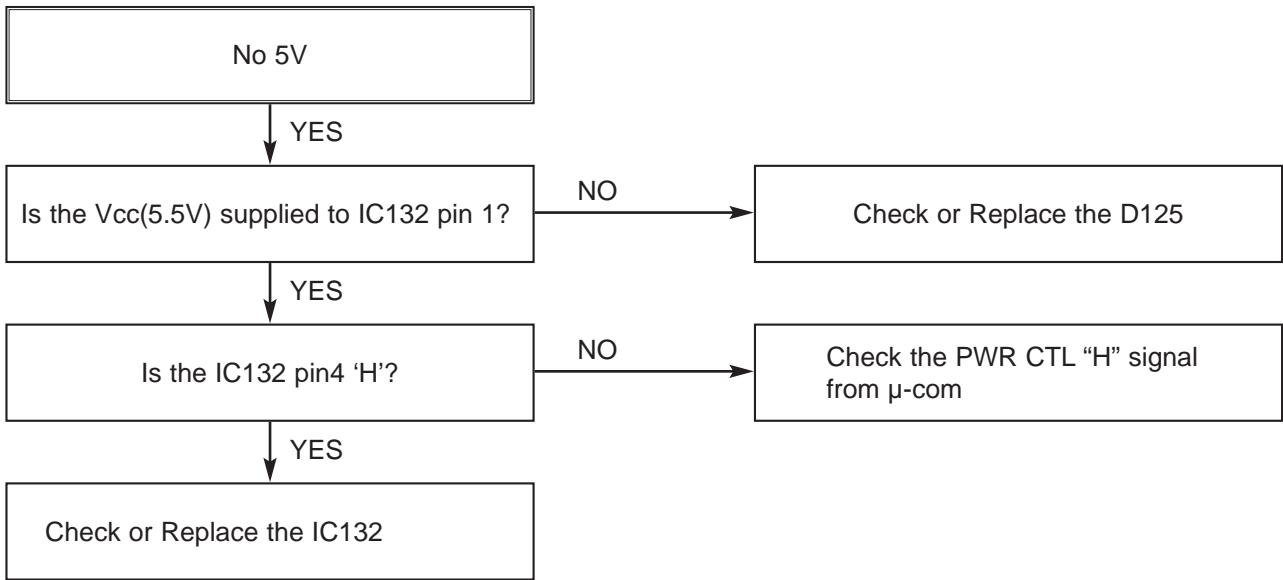 No 5V
YES
Is the Vcc(5.5V) supplied to IC132 pin 1?
NO
Check or Replace the D125
YES
Is the IC132 pin4 ‘H’?
NO
Check the PWR CTL “H” signal
from µ-com
YES
Check or Replace the IC132